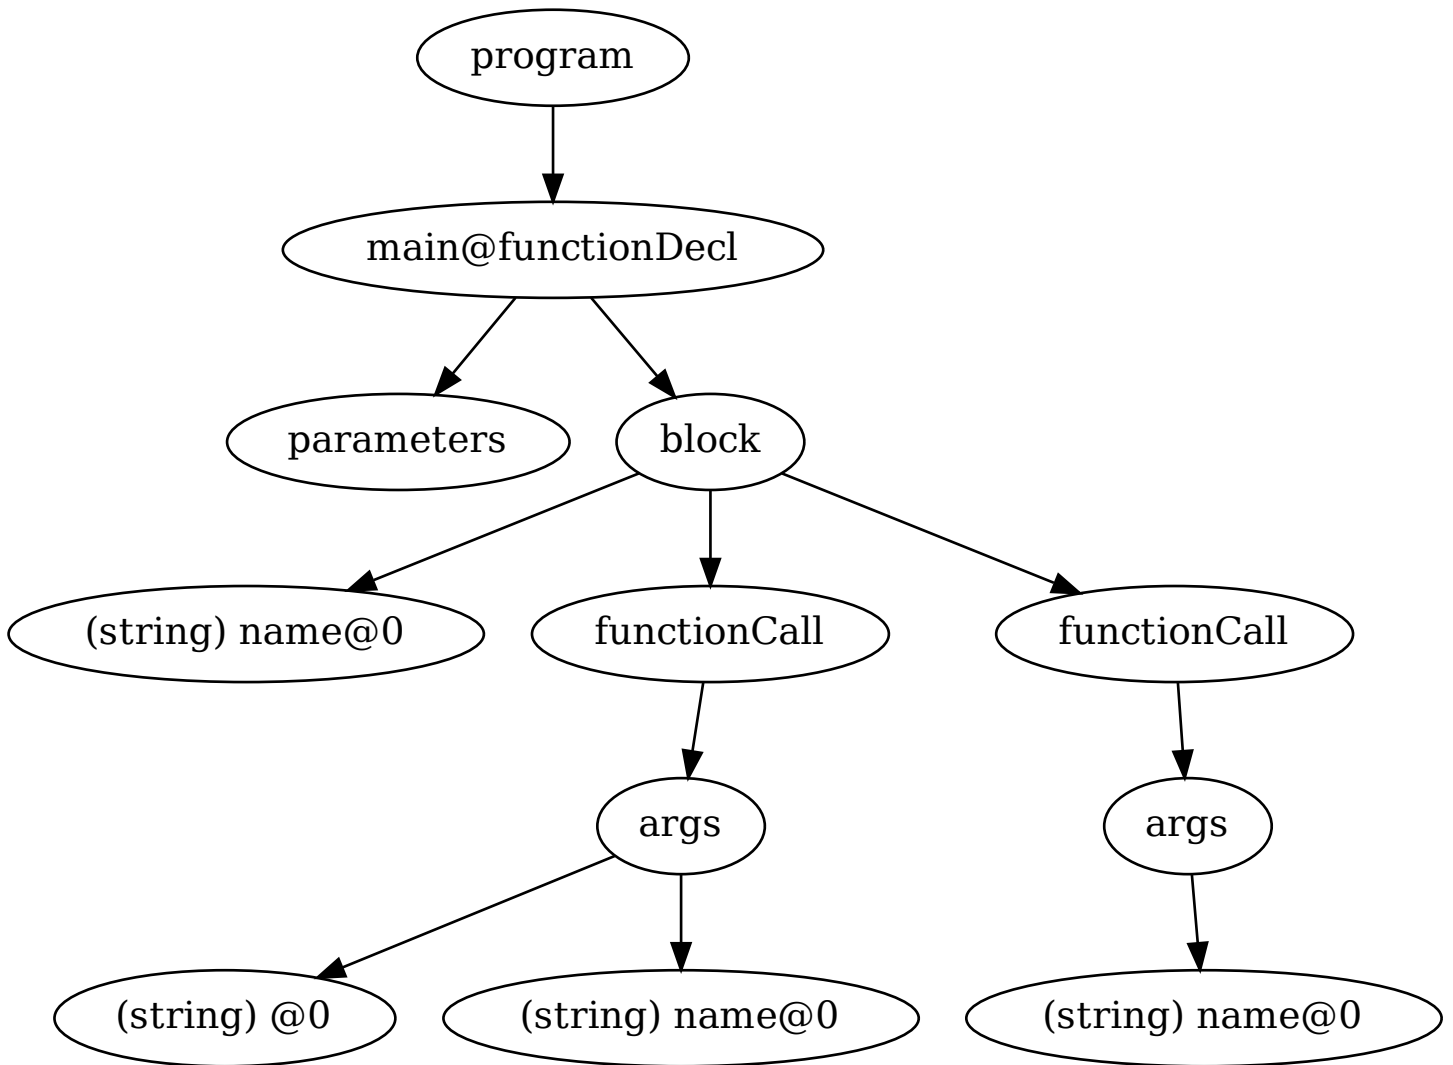 program
main@functionDecl
parameters
block
(string) name@0
functionCall
functionCall
args
args
(string) @0
(string) name@0
(string) name@0